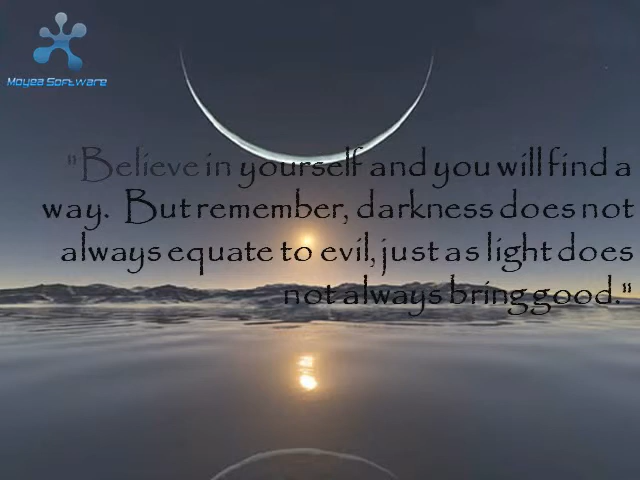 Moyea Software
"Believe in yourself and you will find a
way. But remember, darkness does not
always equate to evil, just as light does
not always bring good."